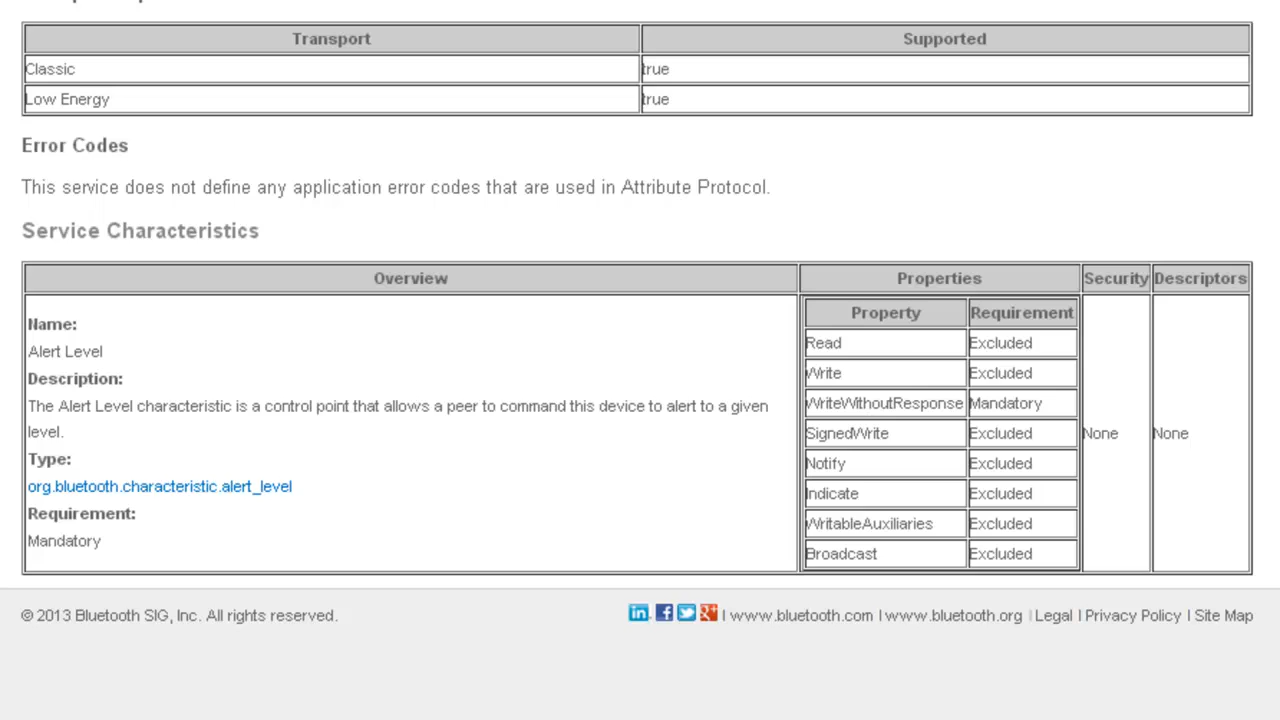 Transport Supported
Classic true
Low Energy true
Error Codes
This service does not define any application error codes that are used in Attribute Protocol.
Service Characteristics
Overview Properties Security Descriptors
Name:
Alert Level
Description:
The Alert Level characteristic is a control point that allows a peer to command this device to alert to a given
level.
Type:
org.bluetooth.characteristic.alert_level
Requirement:
Mandatory
Property Requirement
Read Excluded
Write Excluded
WriteWithoutResponse Mandatory
SignedWrite Excluded
Notify Excluded
Indicate Excluded
WritableAuxiliaries Excluded
Broadcast Excluded
None None
© 2013 Bluetooth SIG, Inc. All rights reserved.
in f g+ | www.bluetooth.com | www.bluetooth.org | Legal | Privacy Policy | Site Map